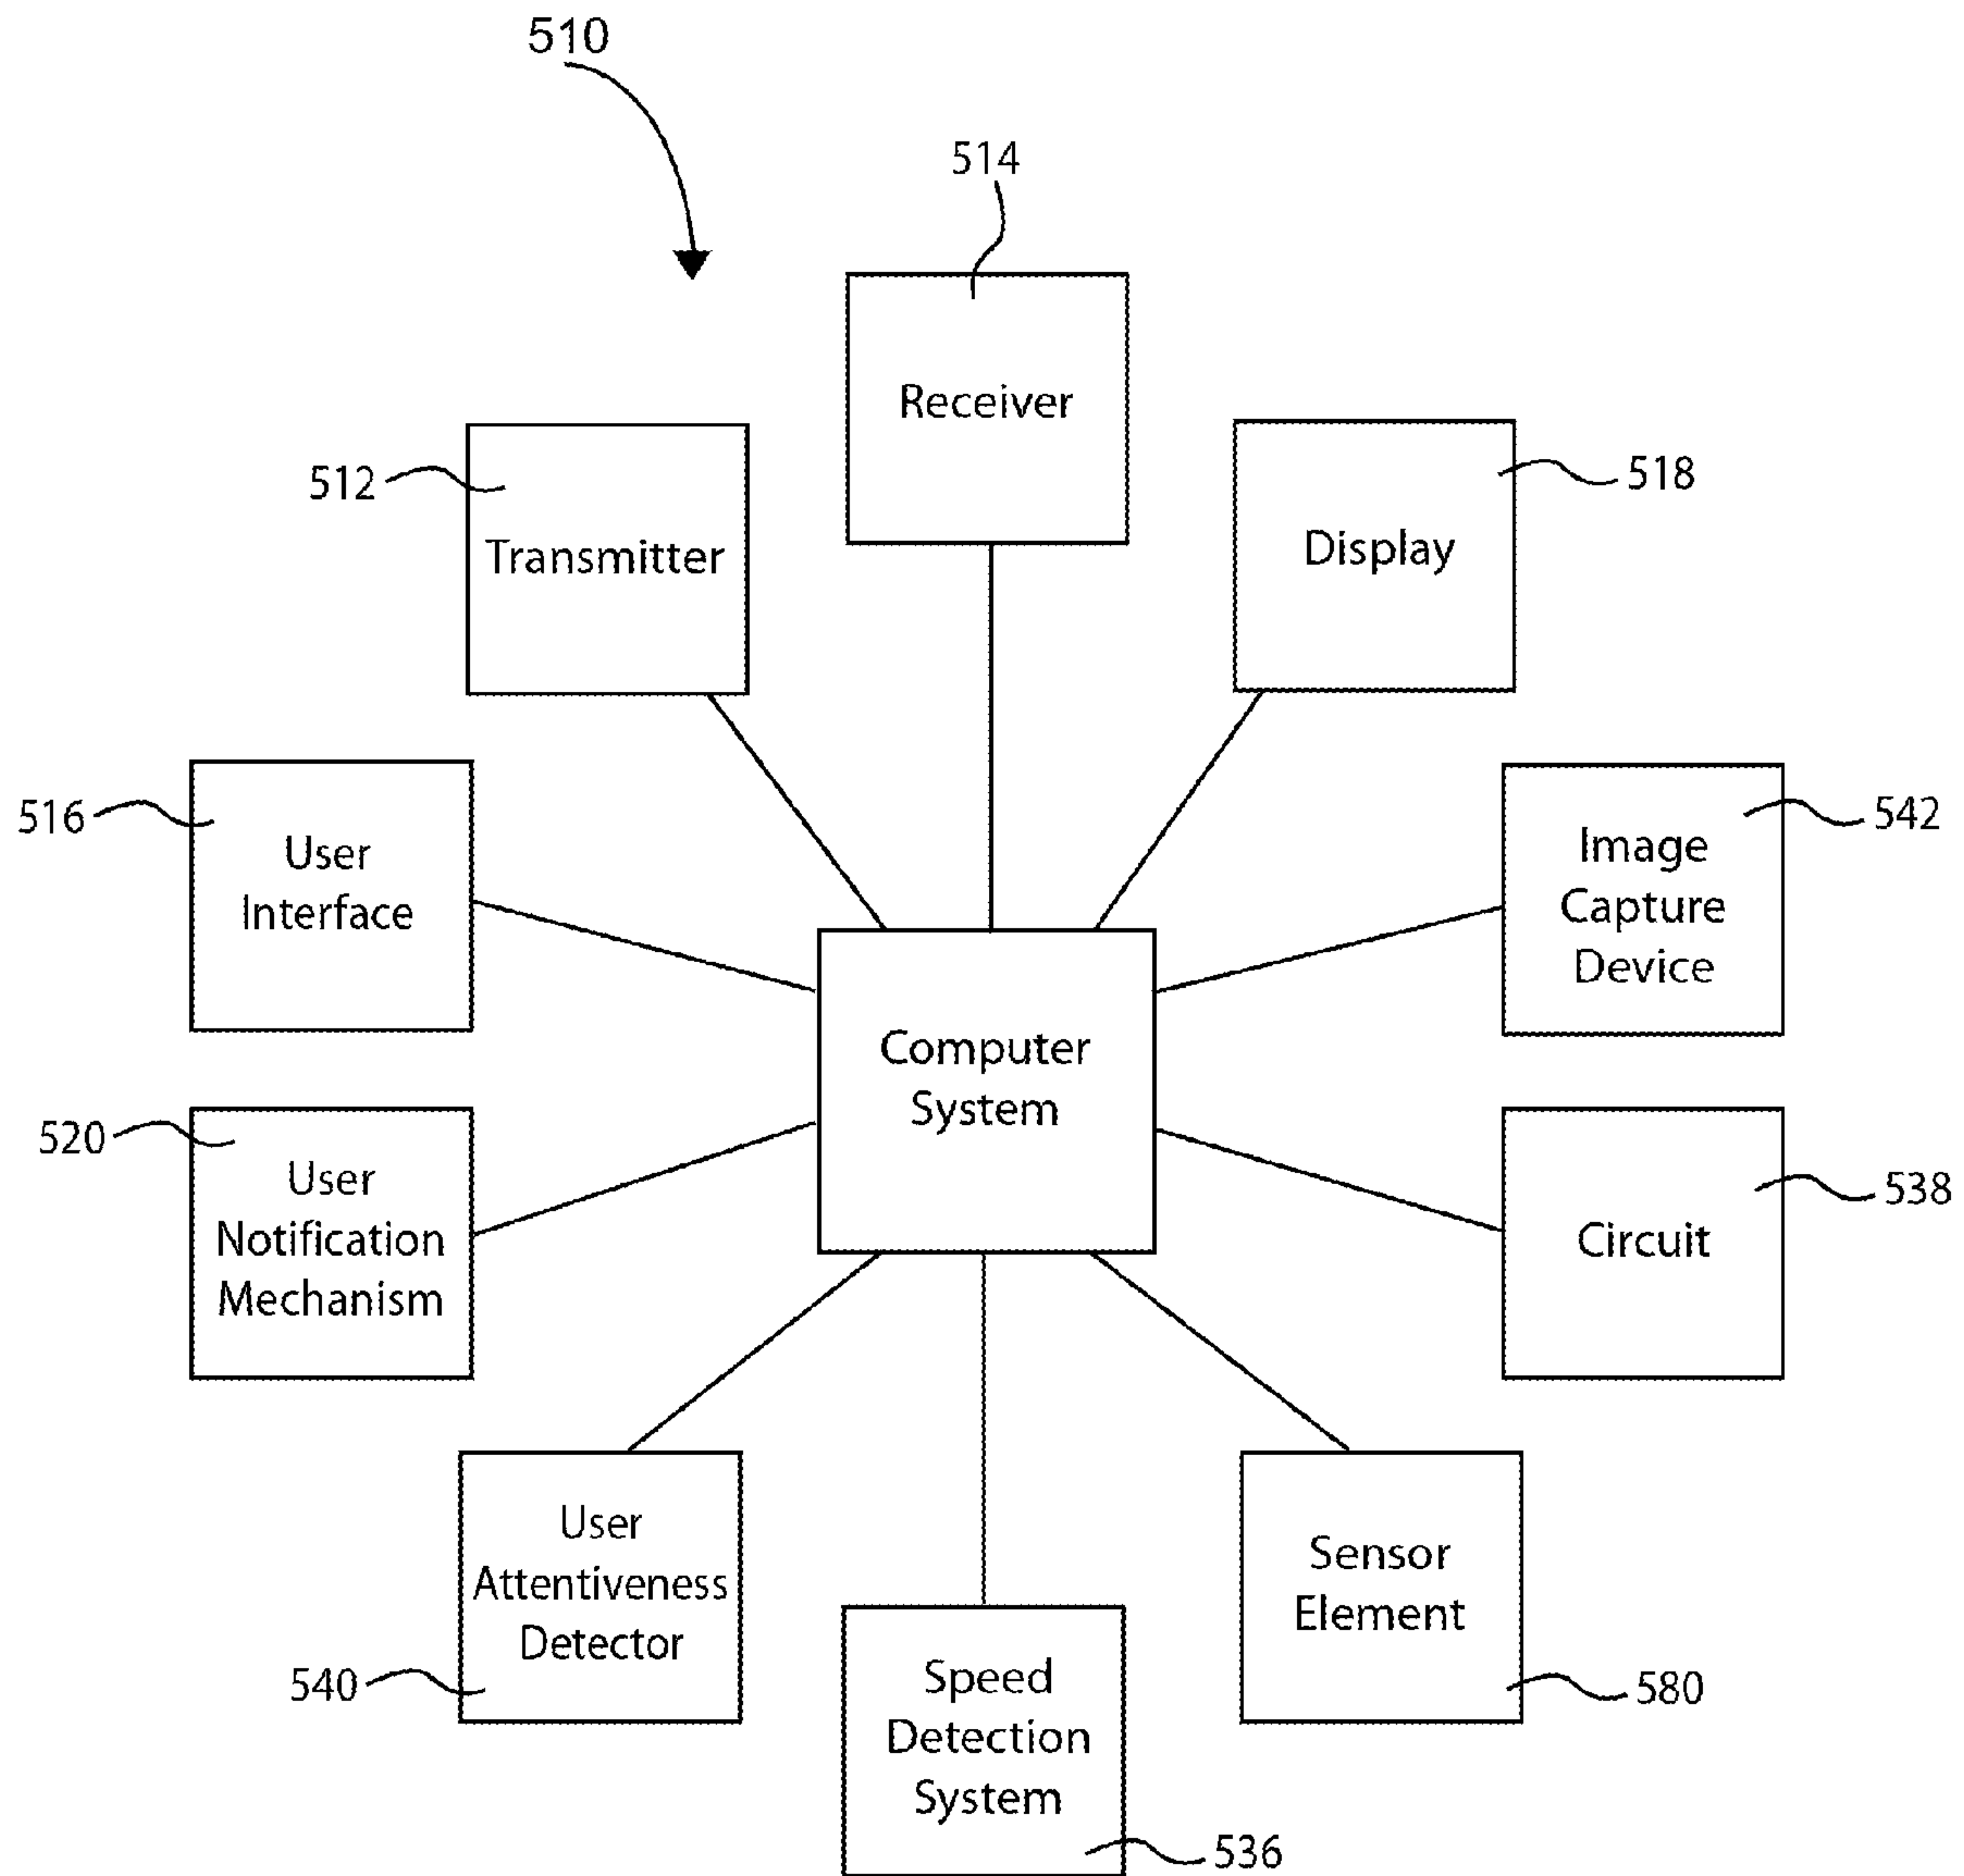 510
514
Receiver
512
Transmitter
518
Display
516
User
Interface
542
Image
Capture
Device
Computer
System
520
User
Notification
Mechanism
538
Circuit
User
Attentiveness
Detector
540
Speed
Detection
System
536
Sensor
Element
580